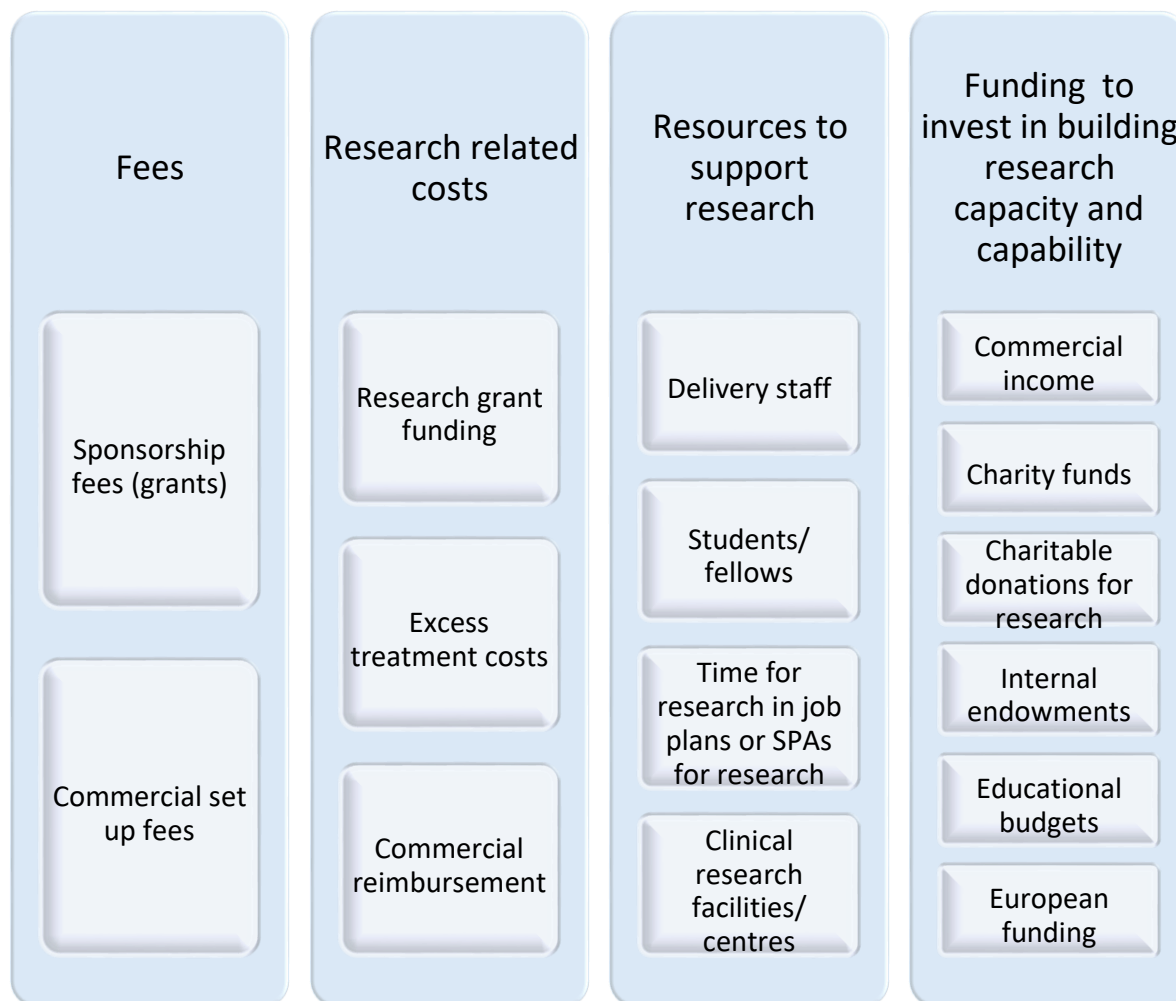 Fees
Sponsorship
fees (grants)
Commercial set
up fees
Research related
costs
Research grant
funding
Excess
treatment costs
Commercial
reimbursement
Resources to
support
research
Delivery staff
Students/
fellows
Time for
research in job
plans or SPAs
for research
Clinical
research
facilities/
centres
Funding to
invest in building
research
capacity and
capability
Commercial
income
Charity funds
Charitable
donations for
research
Internal
endowments
Educational
budgets
European
funding